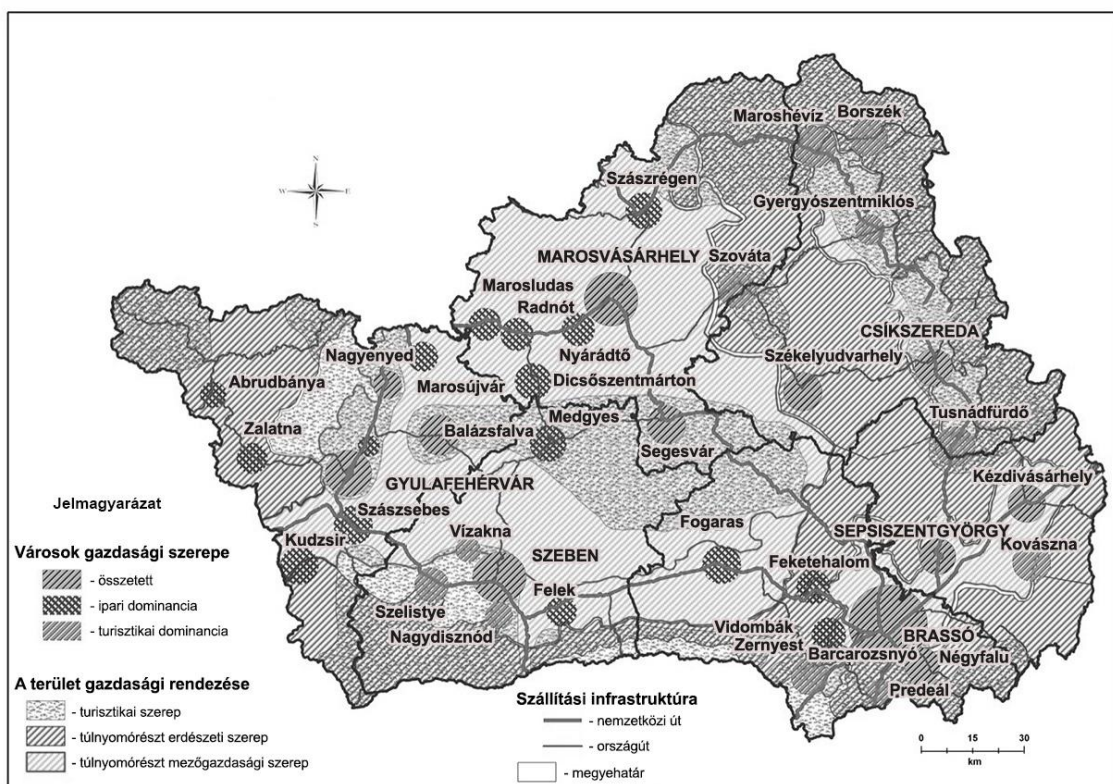 Maroshévíz
Borszék
N
W
E
S
Szászrégen
Gyergyószentmiklós
MAROSVÁSÁRHELY
Szováta
Marosludas
Radnót
CSÍKSZEREDA
Nagyenyed
Nyárádtő
Székelyudvarhely
Abrudbánya
Marosújvár
Dicsőszentmárton
Tusnádfürdő
Zalatna
Balázsfalva
Medgyes
Segesvár
Kézdivásárhely
GYULAFEHÉRVÁR
Jelmagyarázat
Szászsebes
Fogaras
SEPSISZENTGYÖRGY
Vízakna
Kudzsir
SZEBEN
Kovászna
Városok gazdasági szerepe
Feketehalom
- összetett
Felek
- ipari dominancia
Szelistye
- turisztikai dominancia
Nagydisznód
Vidombák
BRASSÓ
Zernyest
Barcarozsnyó
Négyfalu
A terület gazdasági rendezése
Predeál
Szállítási infrastruktúra
- turisztikai szerep
- nemzetközi út
- túlnyomórészt erdészeti szerep
- országút
0 15 30
km
- túlnyomórészt mezőgazdasági szerep
- megyehatár